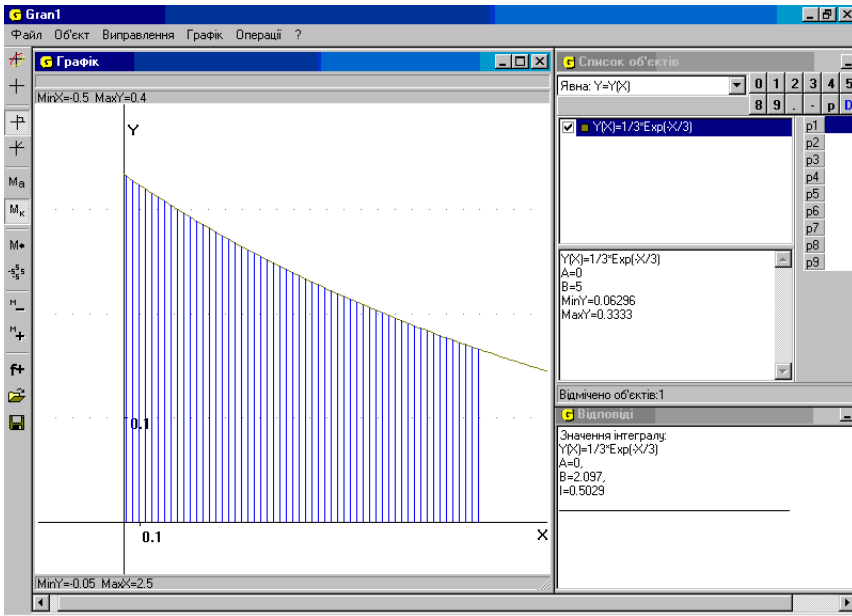 Gran1
Файл Об'єкт Виправлення Графік Операції ?
Графік
MinX=-0.5 MaxY=0.4
Y
0.1
0.1
X
MinY=-0.05 MaxX=2.5
Ma
Mк
M*
-s s s
M
M
f+
Список об'єктів
Явна: Y=Y(X)
0 1 2 3 4 5
8 9 . - p D
Y(X)=1/3*Exp(-X/3)
p1
p2
p3
p4
p5
p6
p7
p8
p9
Y(X)=1/3*Exp(-X/3)
A=0
B=5
MinY=0.06296
MaxY=0.3333
Відмічено об'єктів:1
Відповіді
Значення інтегралу:
Y(X)=1/3*Exp(-X/3)
A=0,
B=2.097,
I=0.5029